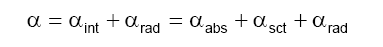 α = α_int + α_rad = α_abs + α_sct + α_rad